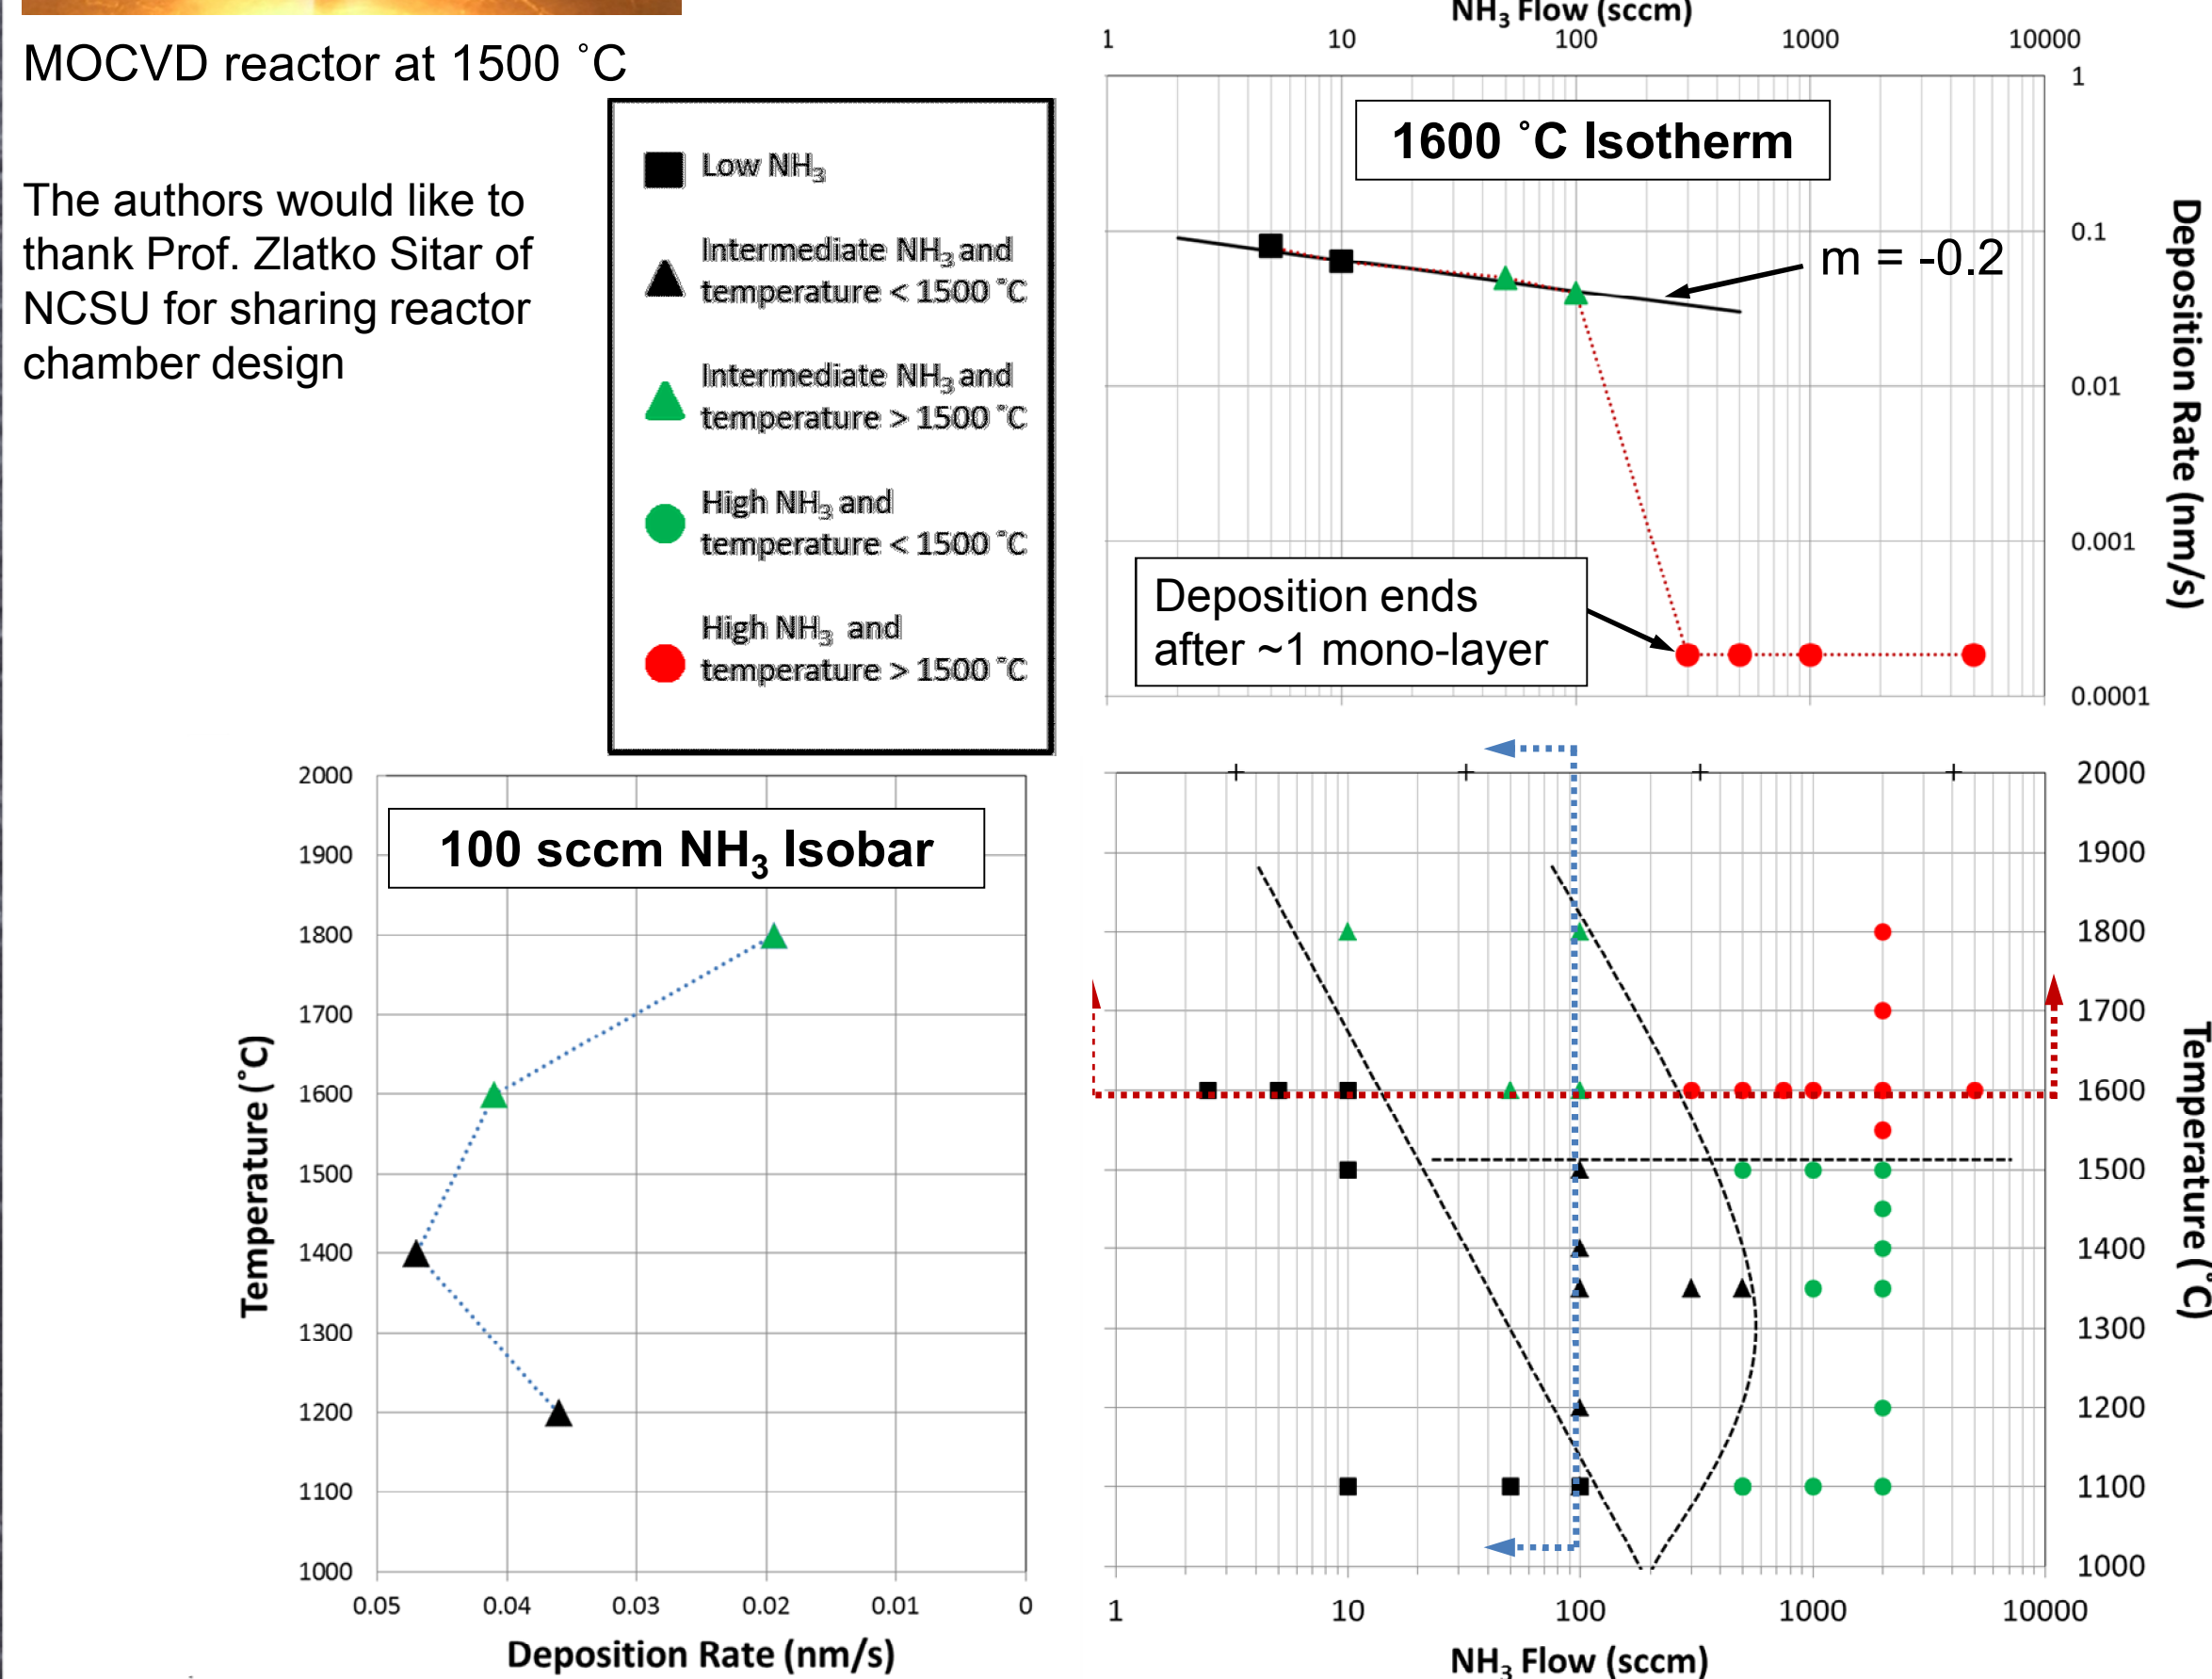 MOCVD reactor at 1500 ˚C
The authors would like to
thank Prof. Zlatko Sitar of
NCSU for sharing reactor
chamber design
Low NH3
Intermediate NH3 and
temperature < 1500 ˚C
Intermediate NH3 and
temperature > 1500 ˚C
High NH3 and
temperature < 1500 ˚C
High NH3 and
temperature > 1500 ˚C
NH3 Flow (sccm)
1 10 100 1000 10000
1600 ˚C Isotherm
m = -0.2
Deposition ends
after ~1 mono-layer
1
0.1
0.01
0.001
0.0001
Deposition Rate (nm/s)
100 sccm NH3 Isobar
2000
1900
1800
1700
1600
1500
1400
1300
1200
1100
1000
Temperature (˚C)
0.05 0.04 0.03 0.02 0.01 0
Deposition Rate (nm/s)
2000
1900
1800
1700
1600
1500
1400
1300
1200
1100
1000
Temperature (˚C)
1 10 100 1000 10000
NH3 Flow (sccm)